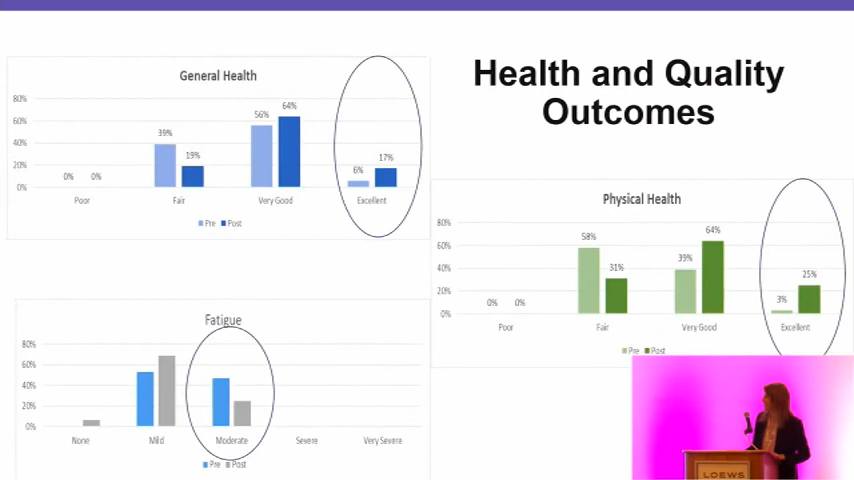 Health and Quality
Outcomes
General Health
80%
60%
40%
20%
0%
0%
0%
39%
19%
56%
64%
6%
17%
Poor
Fair
Very Good
Excellent
Pre
Post
Physical Health
80%
60%
40%
20%
0%
0%
0%
58%
31%
39%
64%
3%
25%
Poor
Fair
Very Good
Excellent
Pre
Post
Fatigue
80%
60%
40%
20%
0%
None
Mild
Moderate
Severe
Very Severe
Pre
Post
LOEWS